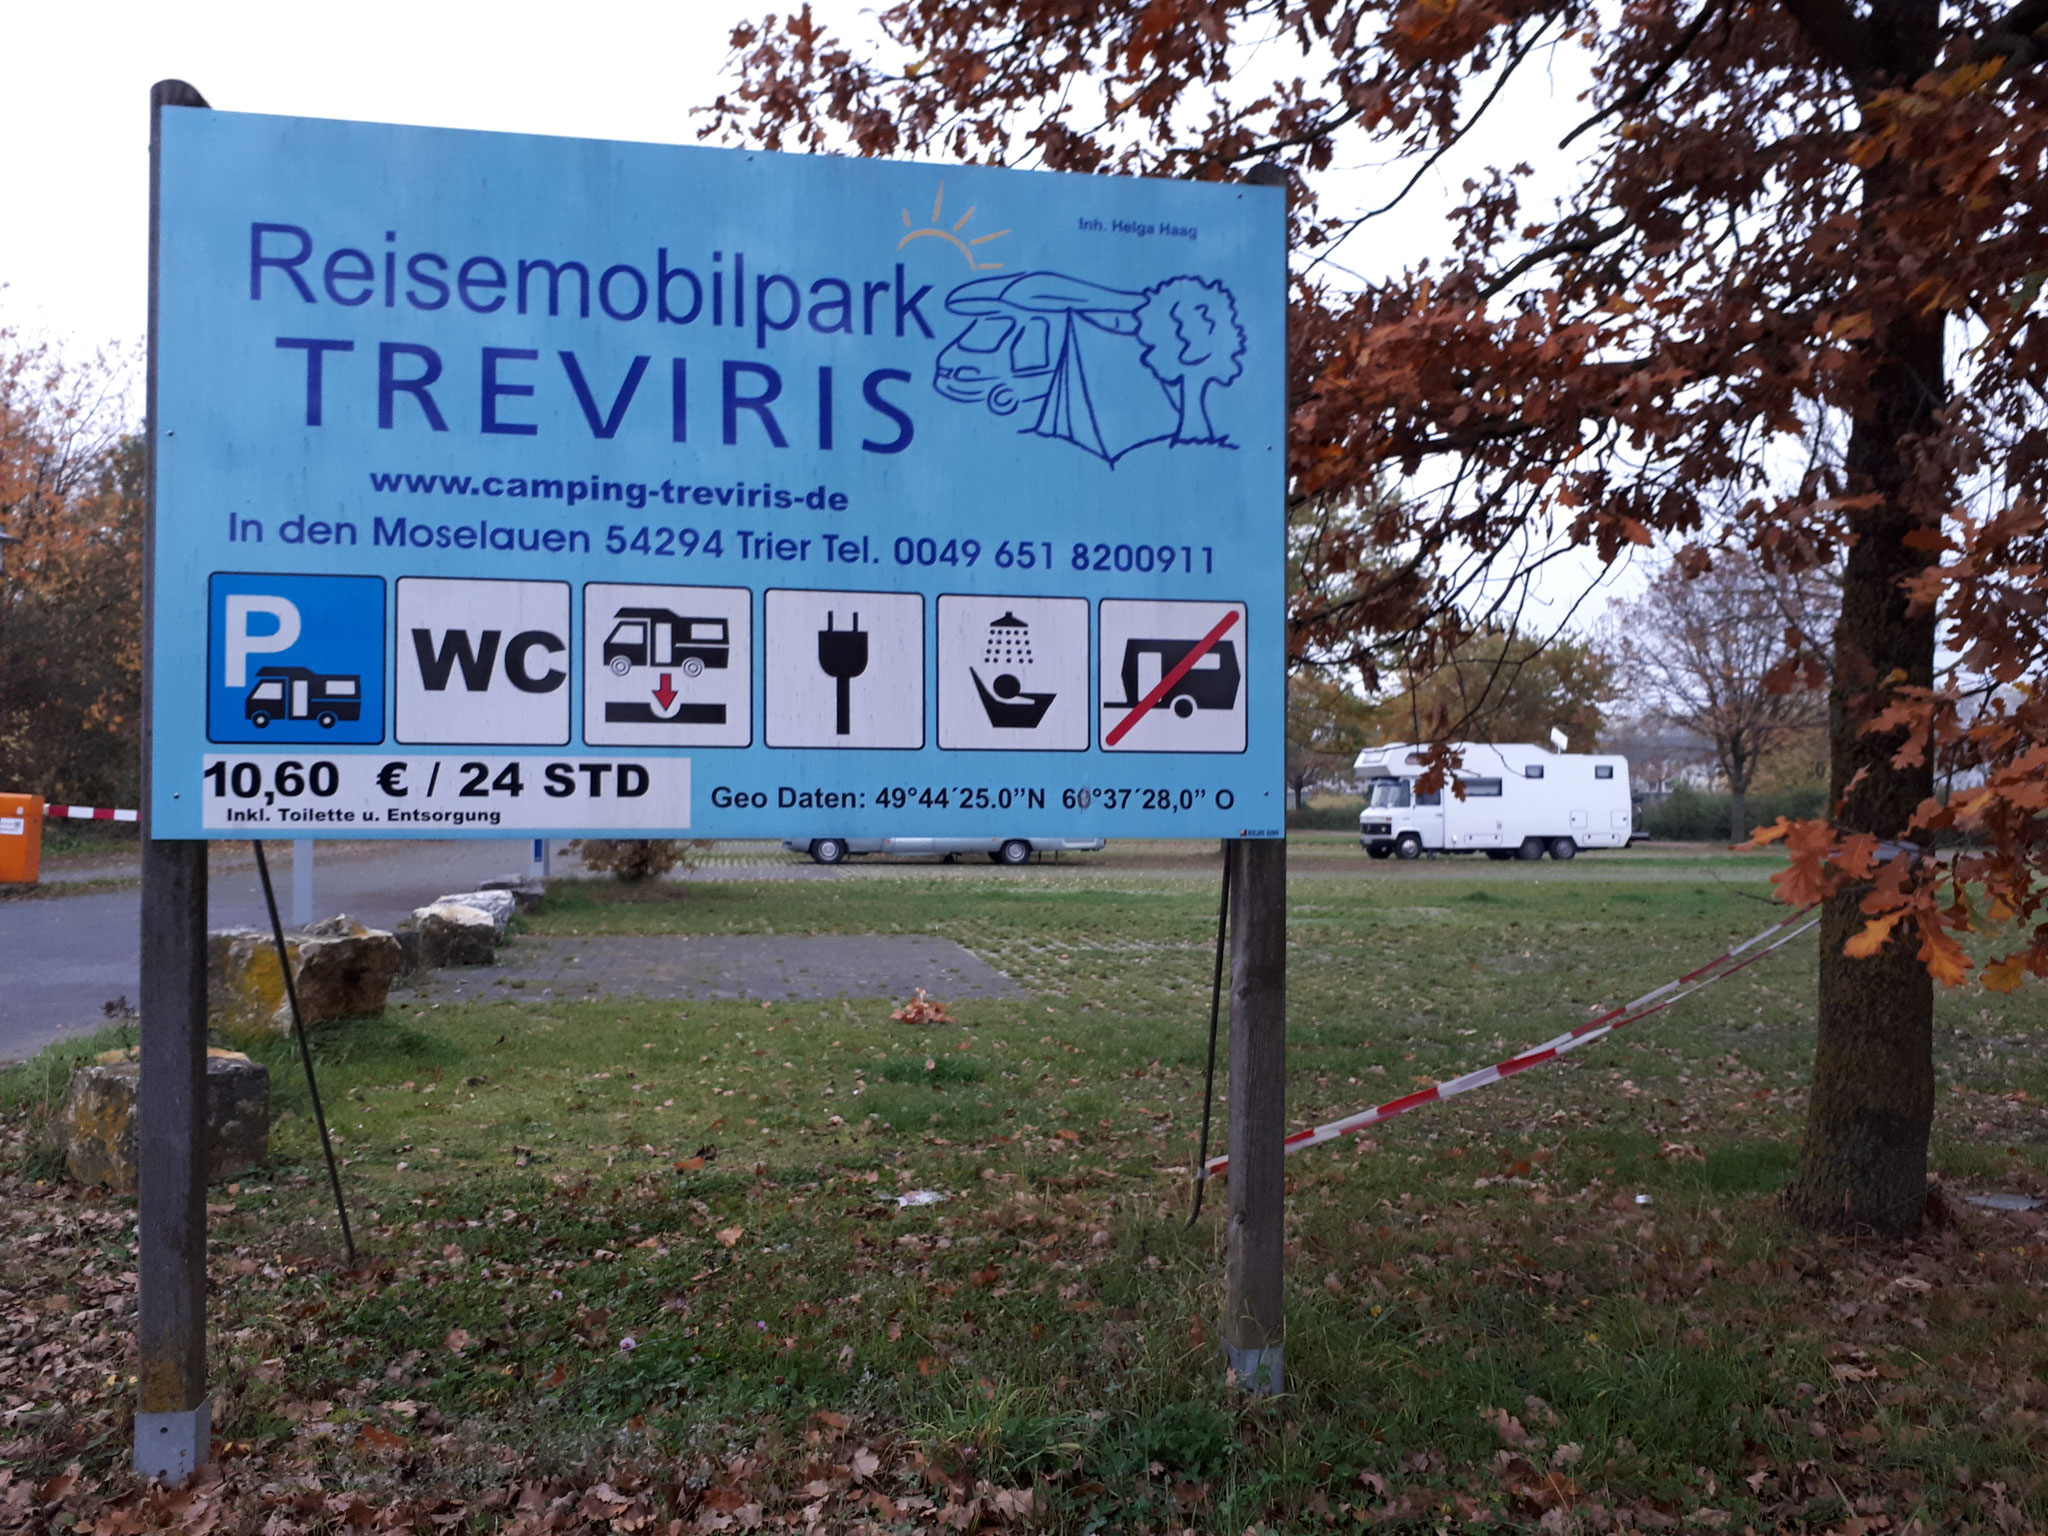 Inh. Helga Haag
Reisemobilpark
TREVIRIS
www.camping-treviris-de
In den Moselauen 54294 Trier Tel. 0049 651 8200911
P
WC
10,60 € / 24 STD
Inkl. Toilette u. Entsorgung
Geo Daten: 49°44´25.0”N 60°37´28,0” O